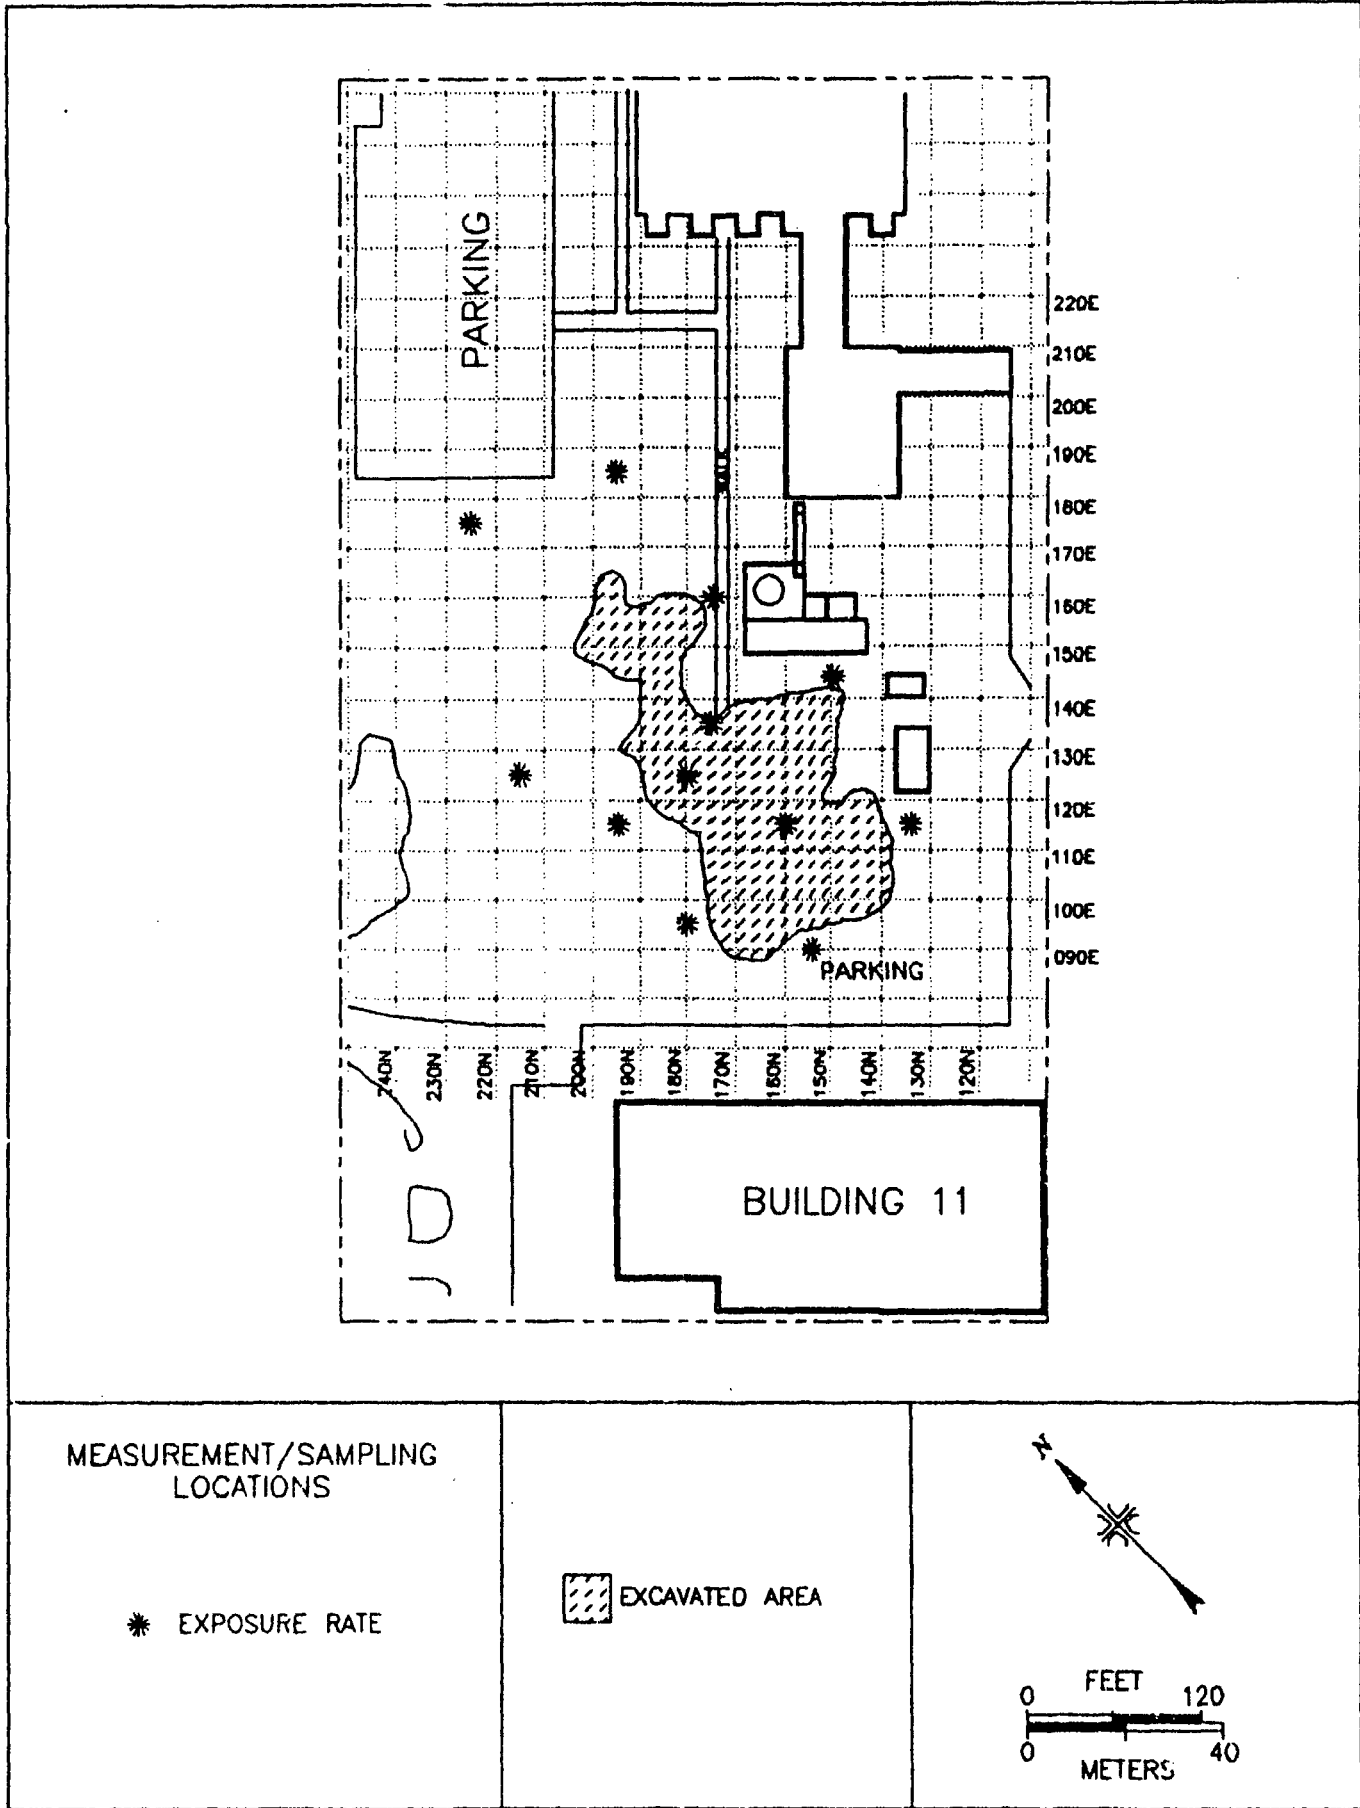 PARKING
220E
210E
200E
190E
WALK
180E
170E
160E
150E
140E
130E
120E
110E
100E
090E
PARKING
240N
230N
220N
210N
200N
190N
180N
170N
160N
150N
140N
130N
120N
BUILDING 11
MEASUREMENT/SAMPLING
LOCATIONS
EXPOSURE RATE
EXCAVATED AREA
N
FEET
0 120
0 40
METERS